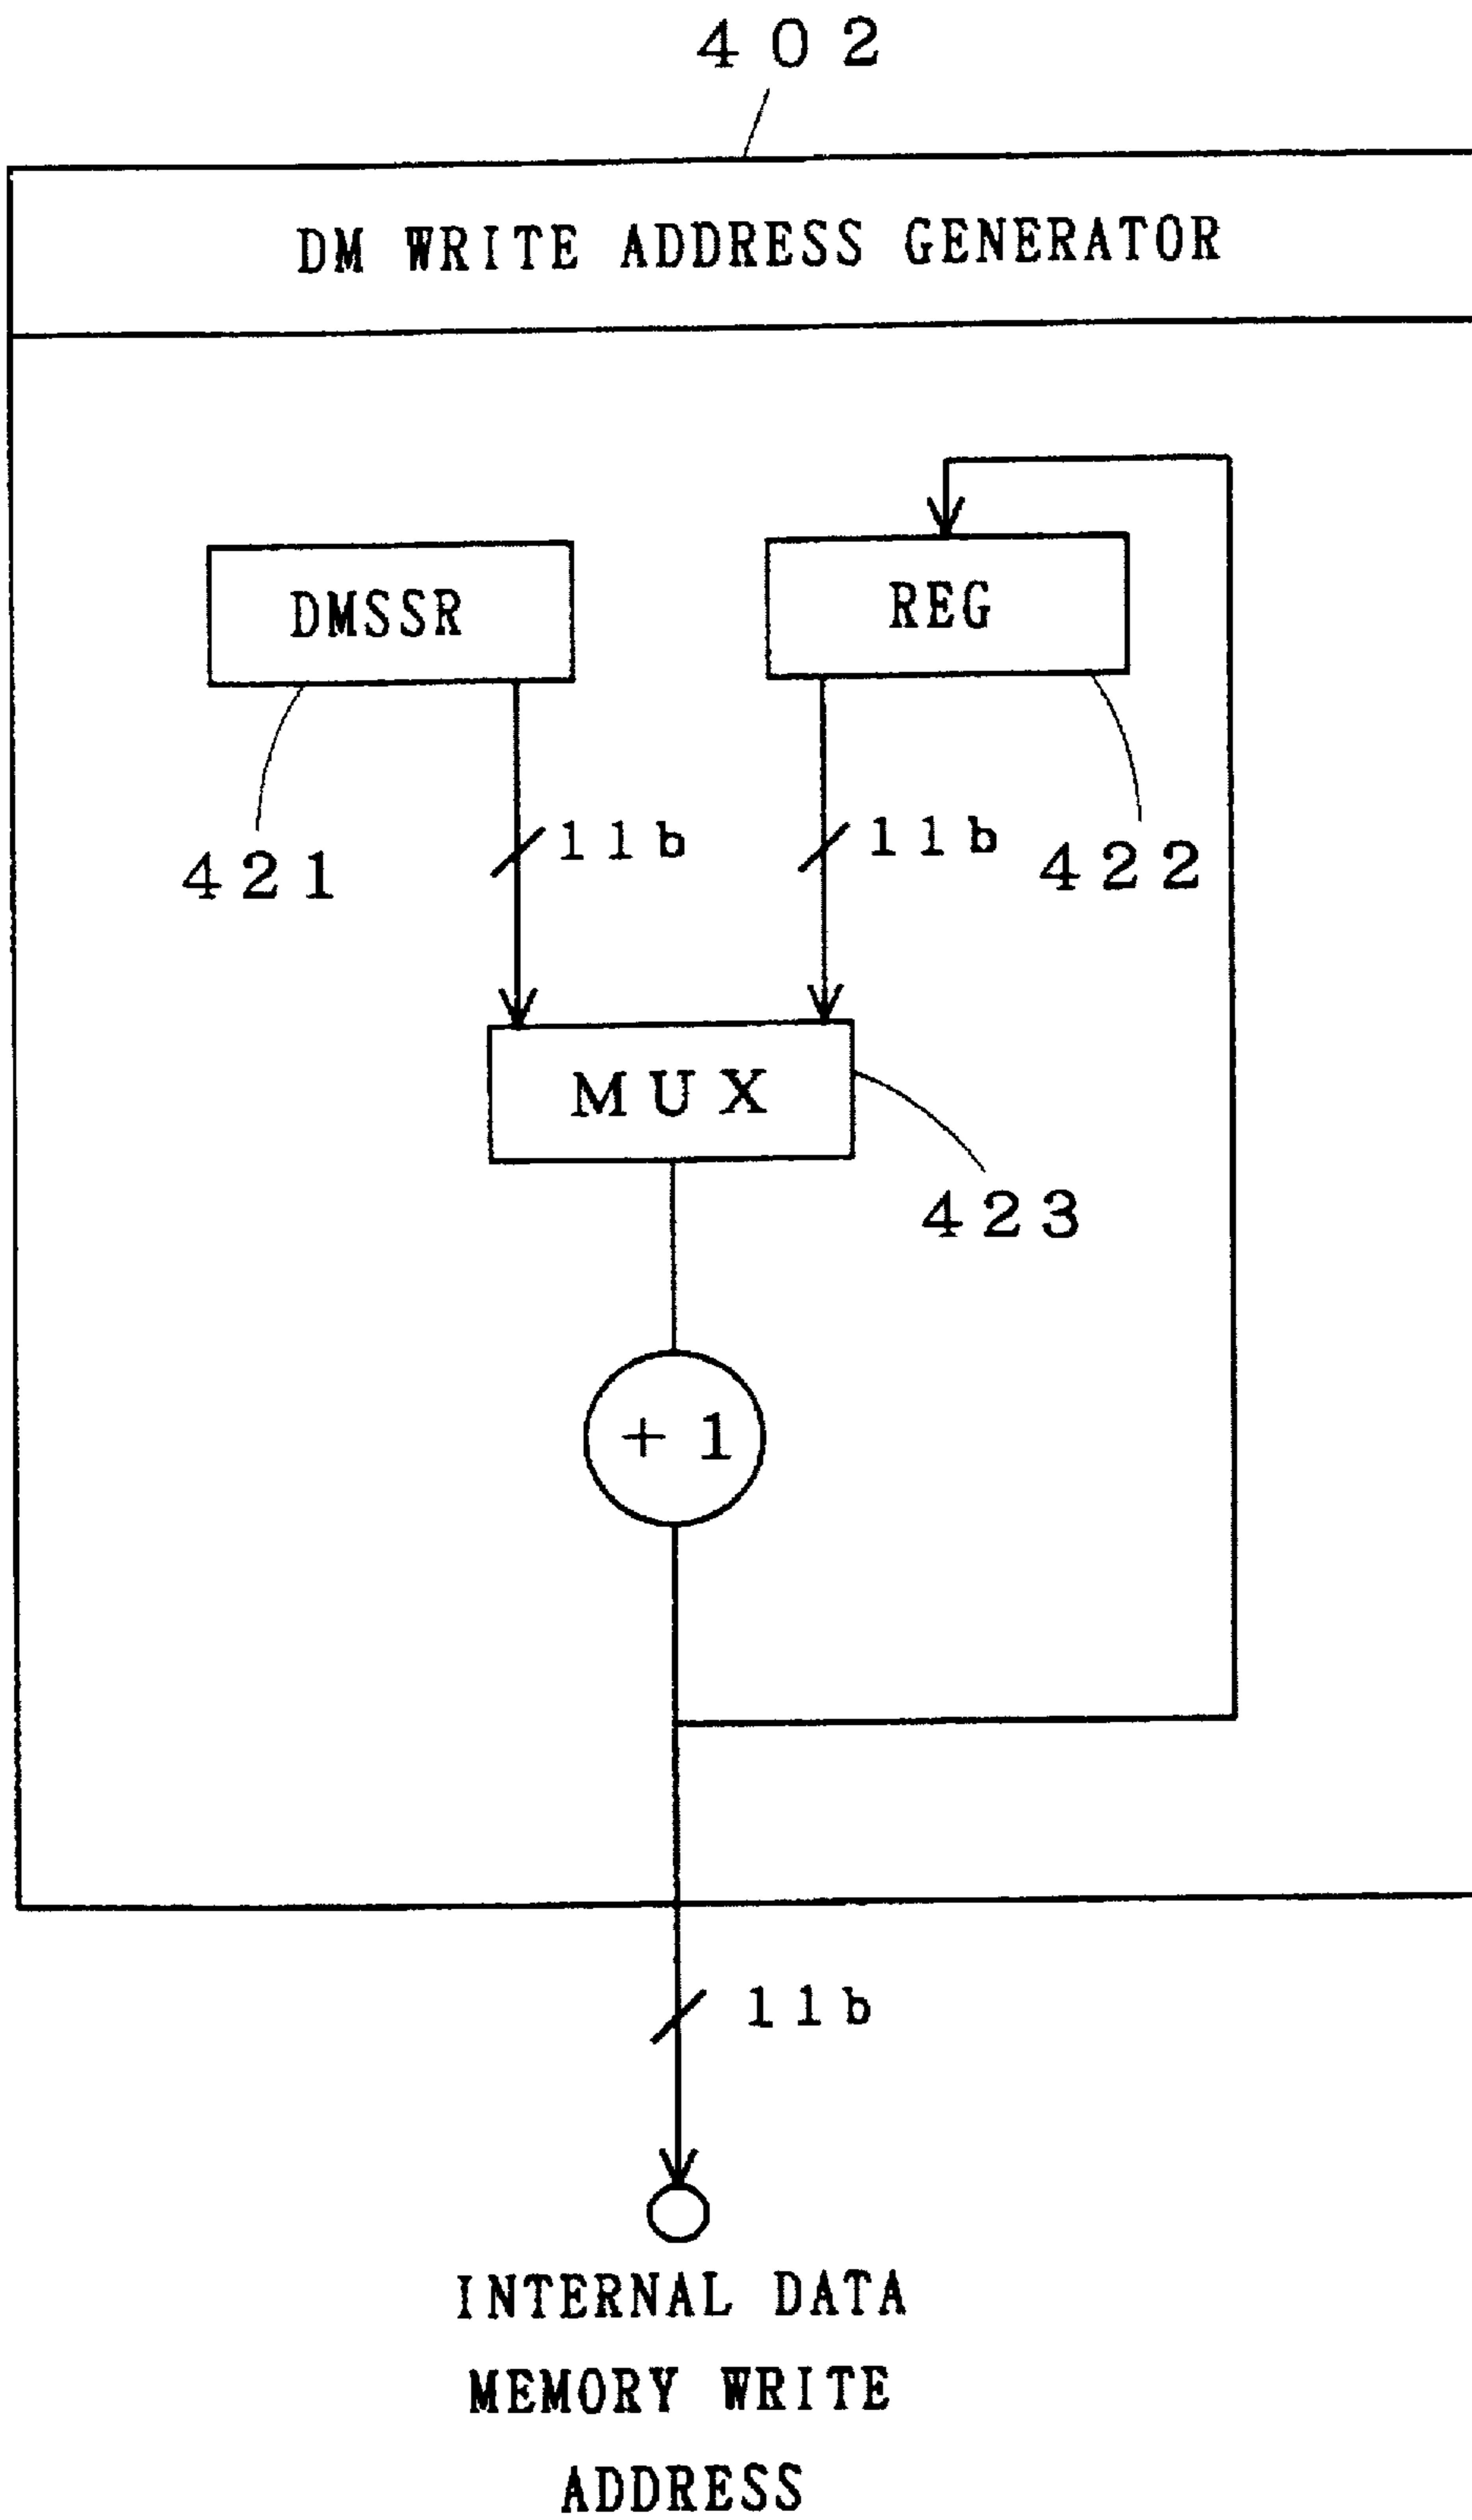 402
DM WRITE ADDRESS GENERATOR
DMSSR
REG
11b
11b
421
422
MUX
423
+1
11b
INTERNAL DATA
MEMORY WRITE
ADDRESS